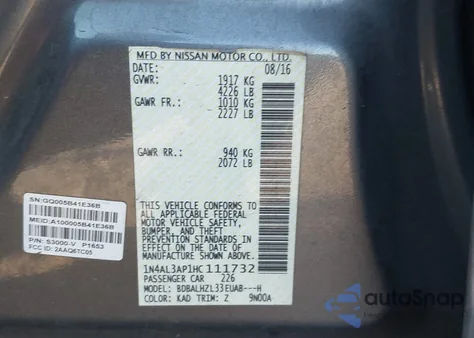 MFD BY NISSAN MOTOR CO., LTD.
DATE: 08/16
GVWR: 1917 KG
4226 LB
GAWR FR.: 1010 KG
2227 LB
GAWR RR.: 940 KG
2072 LB
THIS VEHICLE CONFORMS TO ALL
APPLICABLE FEDERAL MOTOR
VEHICLE SAFETY,
BUMPER, AND THEFT
PREVENTION STANDARDS IN
EFFECT ON THE DATE OF
MANUFACTURE SHOWN ABOVE.
1N4AL3AP1HC111732
PASSENGER CAR 226
MODEL: BDBALHZL33EUAB---H
COLOR: KAD TRIM: Z 9N00A
SN:GQ005B41E36B
MEID:A100005B41E36B
P/N: S3000-V P1653
FCC ID: 2AAQ6TC05
autoSnap